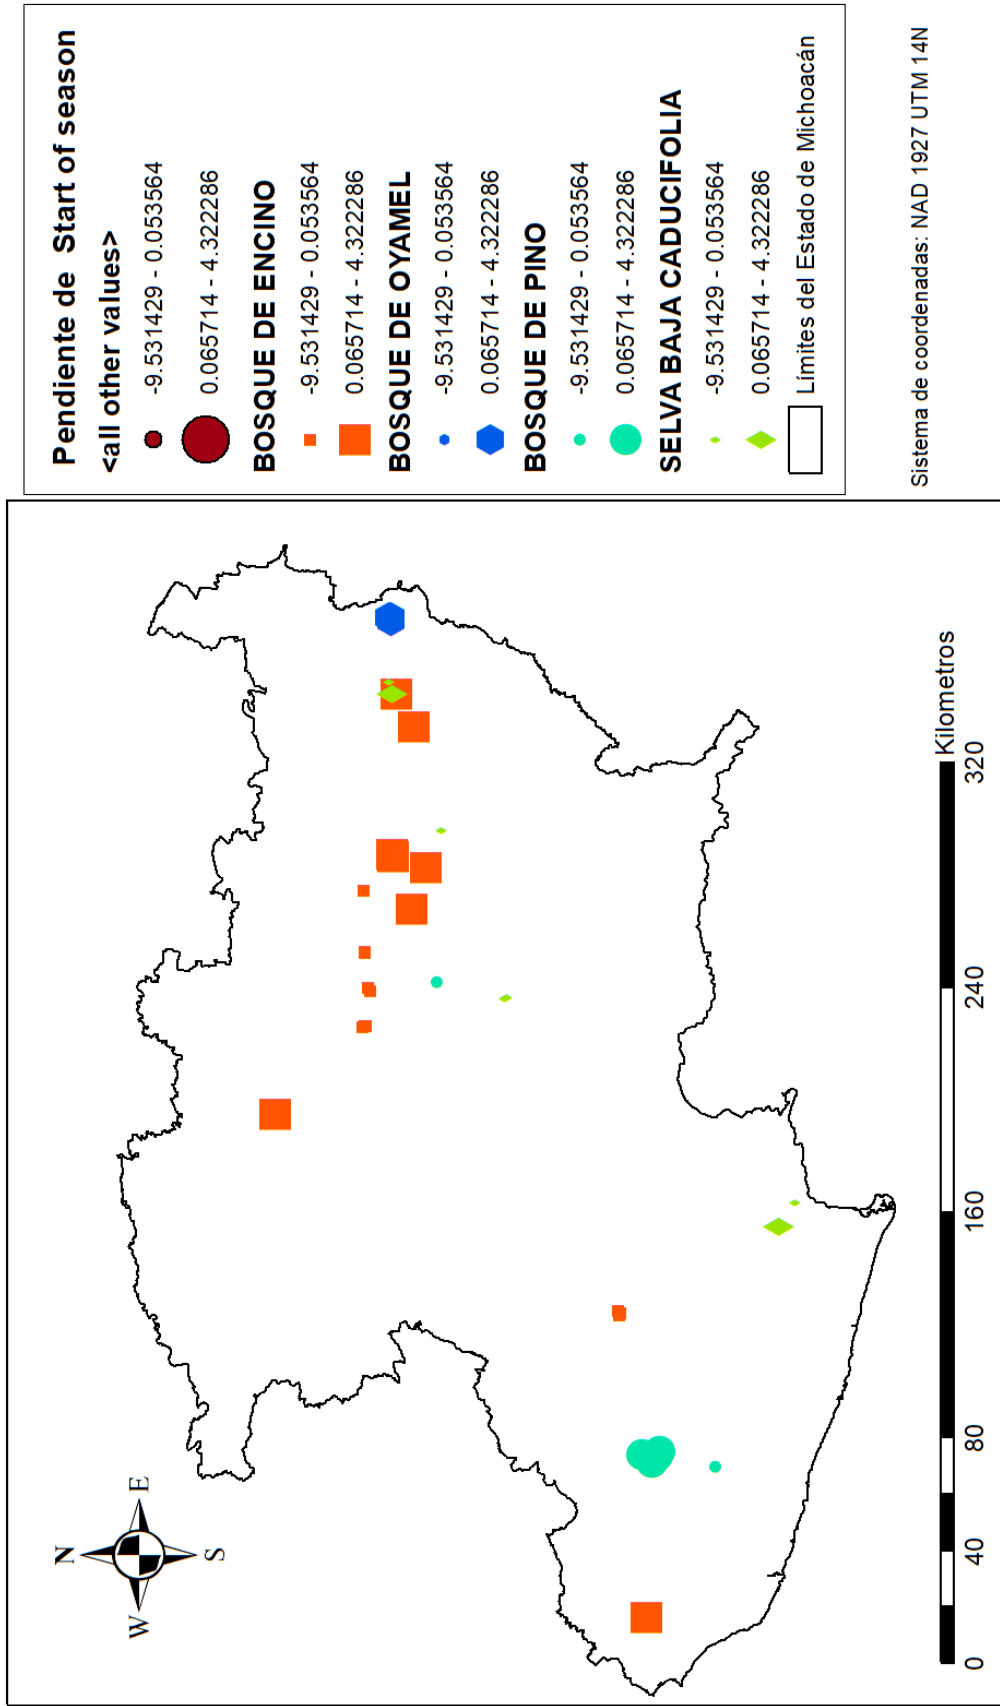 N
W
E
S
0
40
80
160
240
320
Kilometros
Pendiente de Start of season
<all other values>
-9.531429 - 0.053564
0.065714 - 4.322286
BOSQUE DE ENCINO
-9.531429 - 0.053564
0.065714 - 4.322286
BOSQUE DE OYAMEL
-9.531429 - 0.053564
0.065714 - 4.322286
BOSQUE DE PINO
-9.531429 - 0.053564
0.065714 - 4.322286
SELVA BAJA CADUCIFOLIA
-9.531429 - 0.053564
0.065714 - 4.322286
Límites del Estado de Michoacán
Sistema de coordenadas: NAD 1927 UTM 14N